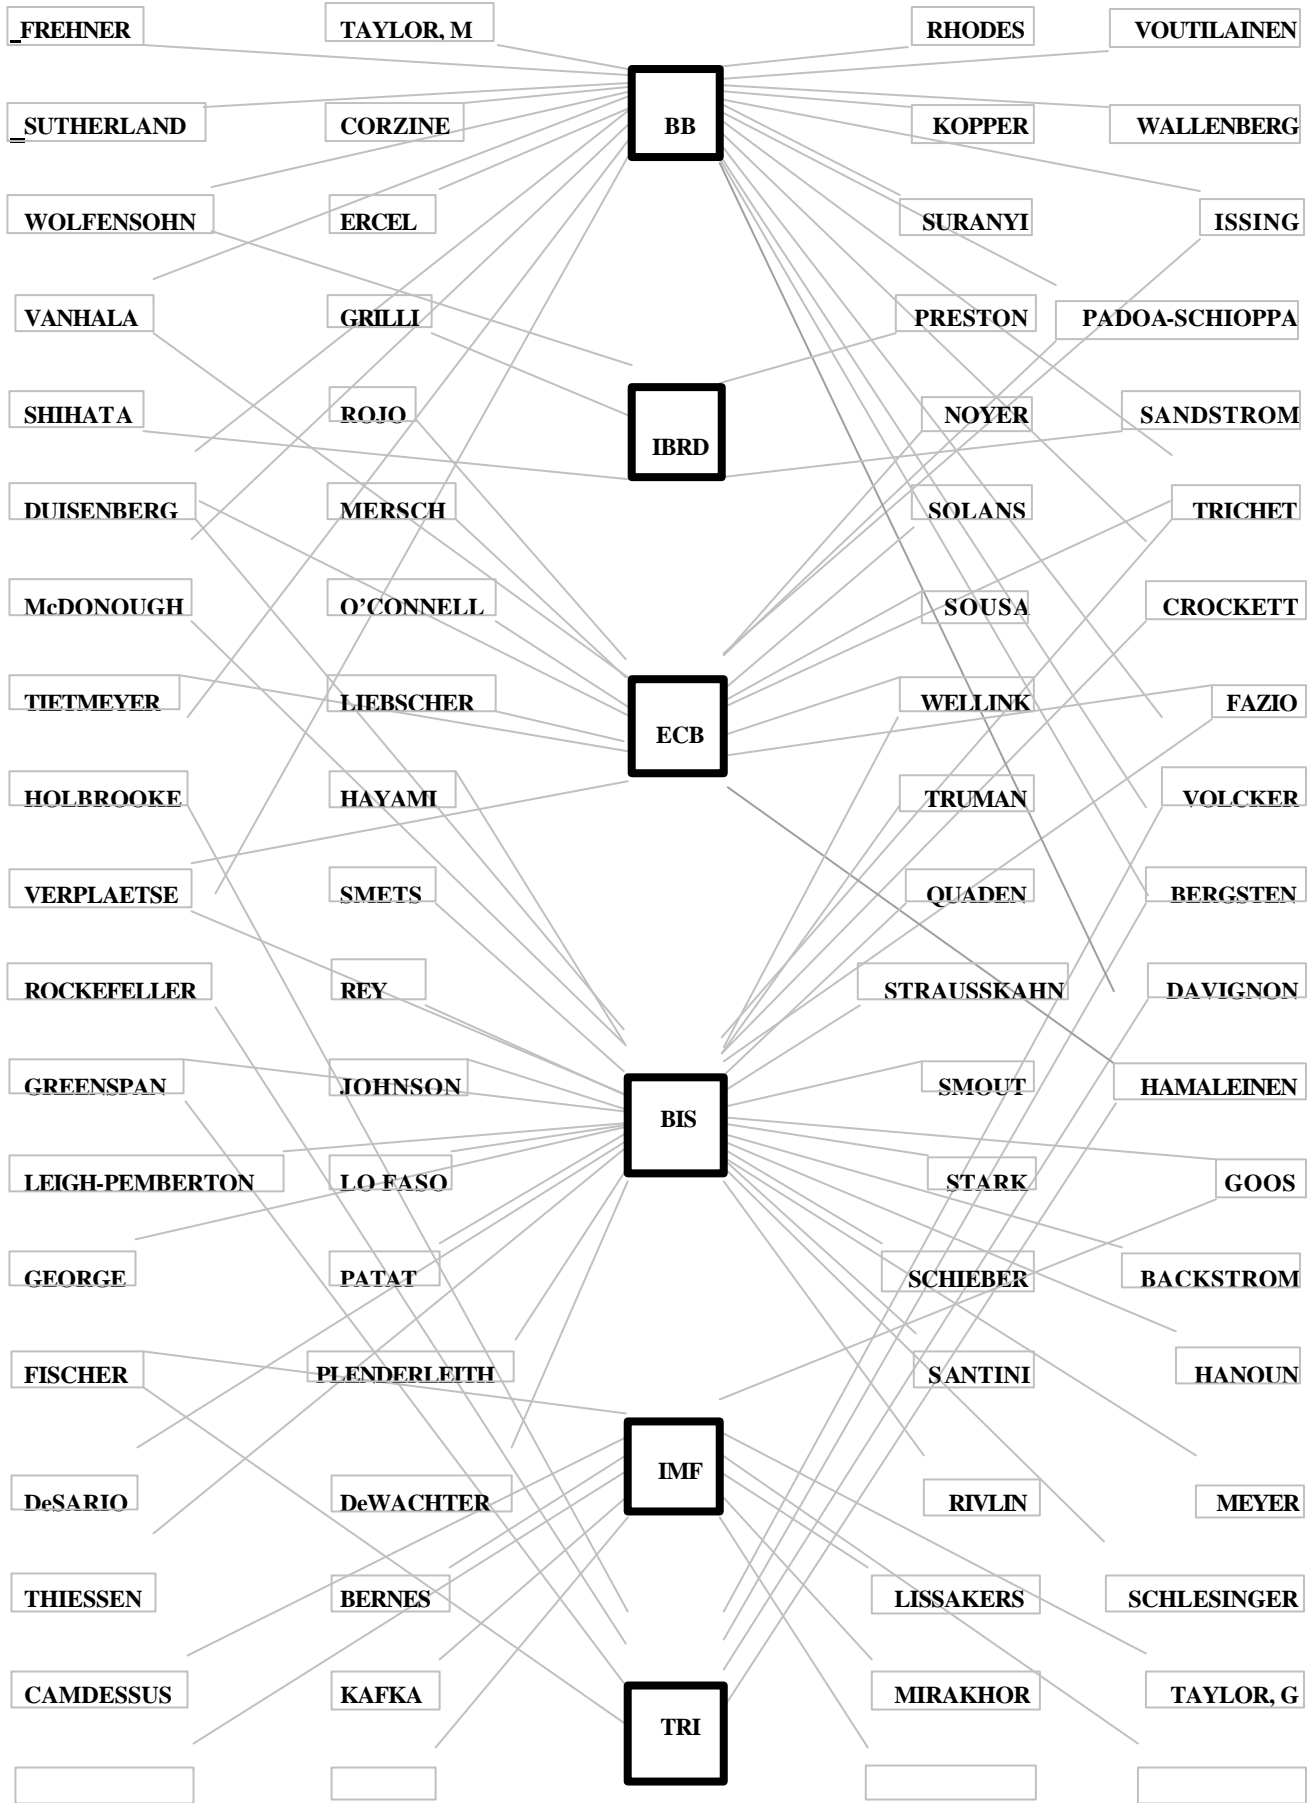 _FREHNER TAYLOR, M RHODES VOUTILAINEN
_SUTHERLAND CORZINE BB KOPPER WALLENBERG
WOLFENSOHN ERCEL SURANYI ISSING
VANHALA GRILLI PRESTON PADOA-SCHIOPPA
SHIHATA ROJO NOYER SANDSTROM
IBRD
DUISENBERG MERSCH SOLANS TRICHET
McDONOUGH O’CONNELL SOUSA CROCKETT
TIETMEYER LIEBSCHER WELLINK FAZIO
ECB
HOLBROOKE HAYAMI TRUMAN VOLCKER
VERPLAETSE SMETS QUADEN BERGSTEN
ROCKEFELLER REY STRAUSSKAHN DAVIGNON
GREENSPAN JOHNSON SMOUT HAMALEINEN
BIS
LEIGH-PEMBERTON LO FASO STARK GOOS
GEORGE PATAT SCHIEBER BACKSTROM
FISCHER PLENDERLEITH SANTINI HANOUN
IMF
DeSARIO DeWACHTER RIVLIN MEYER
THIESSEN BERNES LISSAKERS SCHLESINGER
CAMDESSUS KAFKA MIRAKHOR TAYLOR, G
TRI